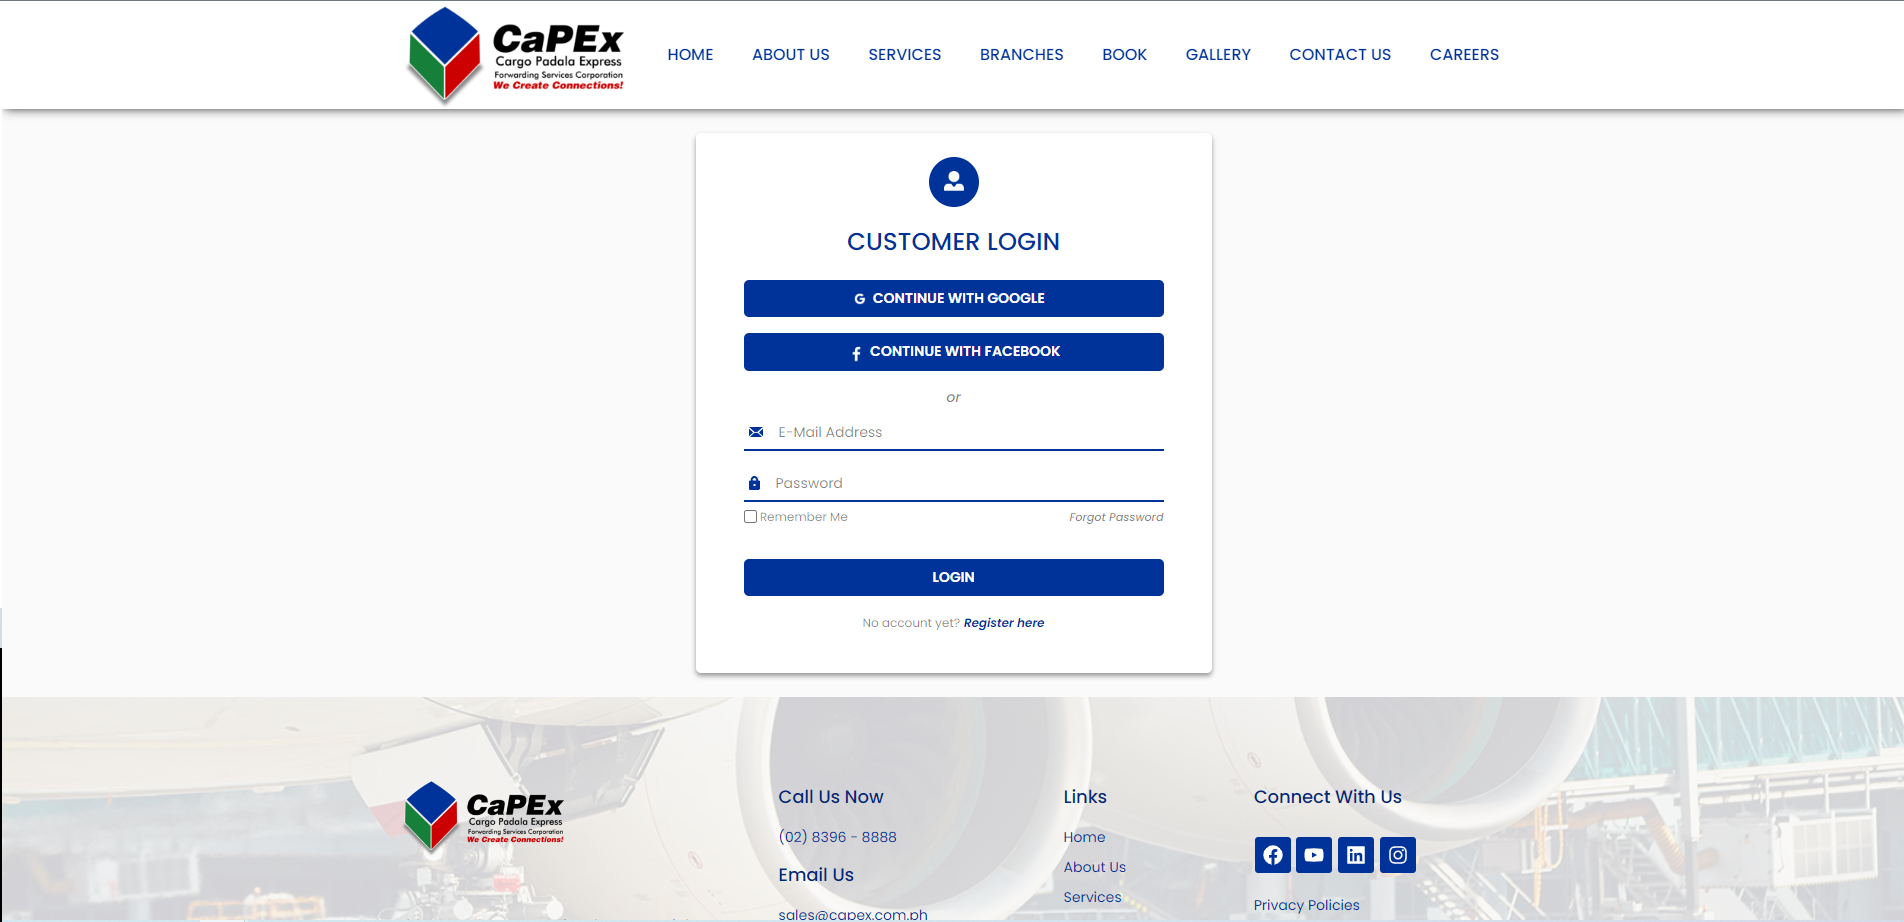 CaPEx
Cargo Padala Express
Forwarding Services Corporation
We Create Connections!
HOME ABOUT US SERVICES BRANCHES BOOK GALLERY CONTACT US CAREERS
CUSTOMER LOGIN
CONTINUE WITH GOOGLE
CONTINUE WITH FACEBOOK
or
E-Mail Address
Password
Remember Me Forgot Password
LOGIN
No account yet? Register here
CaPEx
Cargo Padala Express
Forwarding Services Corporation
We Create Connections!
Call Us Now
(02) 8396 - 8888
Email Us
sales@capex.com.ph
Links
Home
About Us
Services
Connect With Us
Privacy Policies